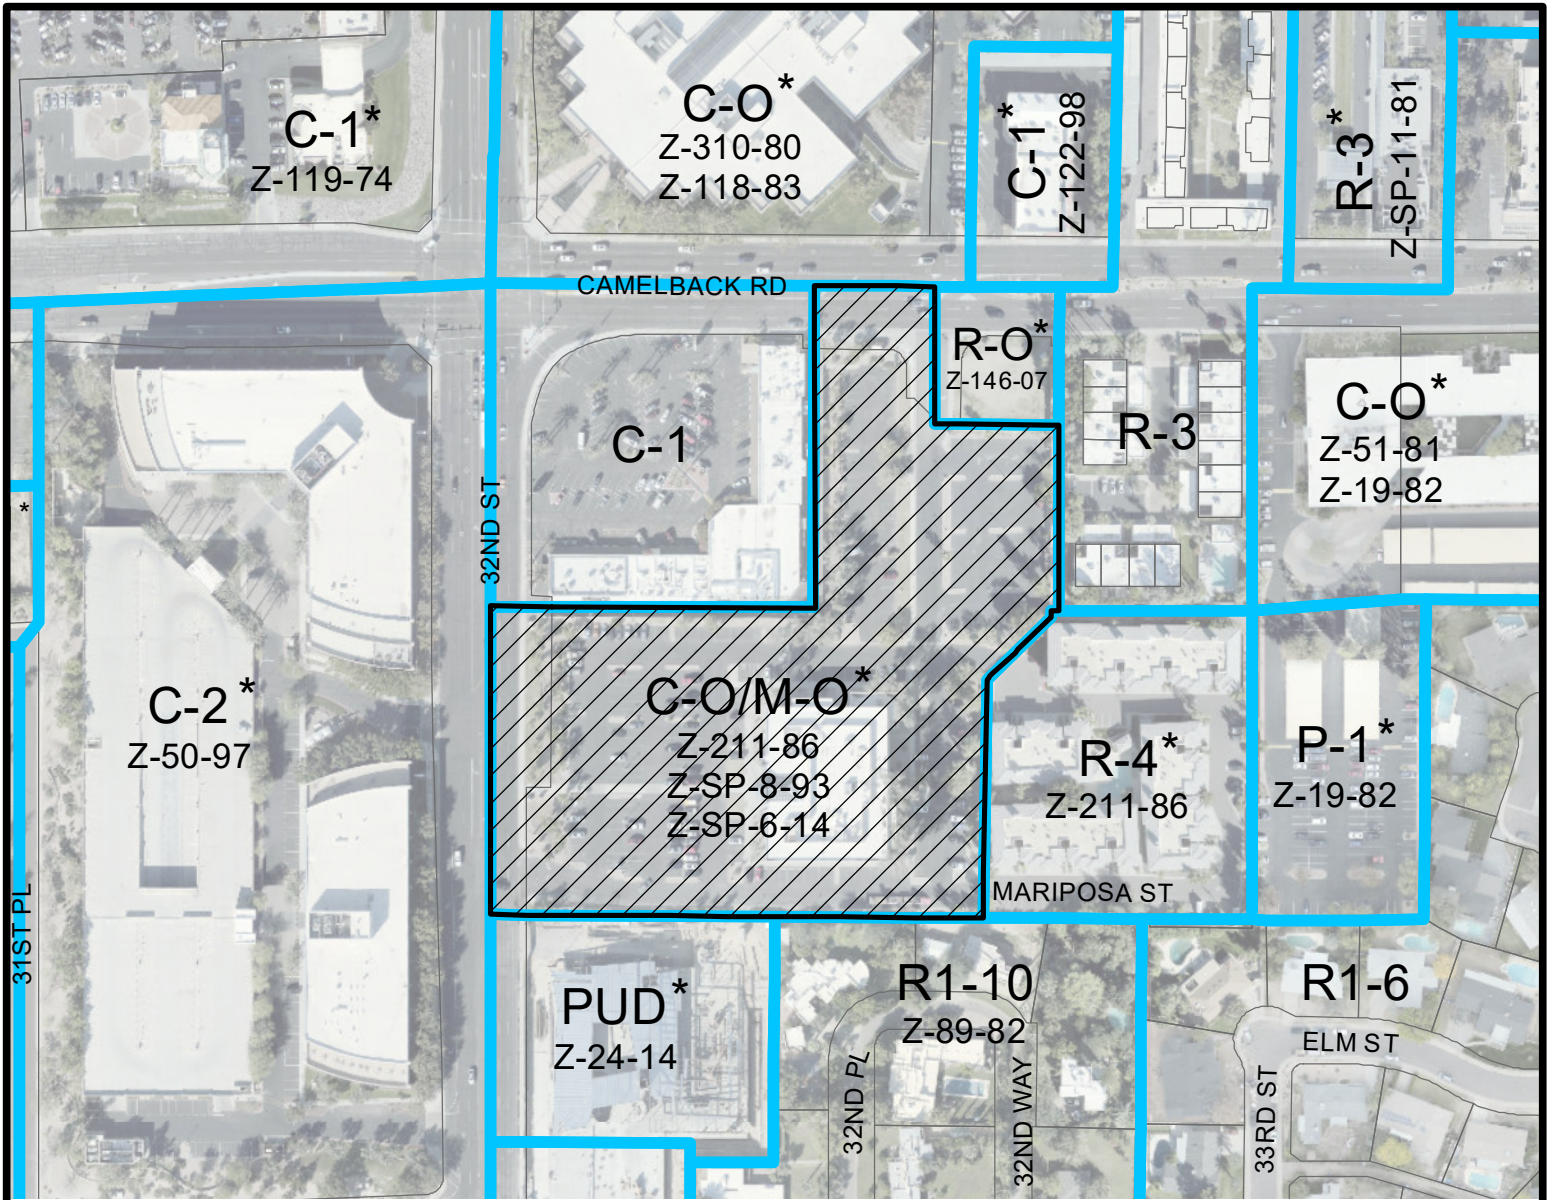 C-1*
Z-119-74
C-O*
Z-310-80
Z-118-83
C-1*
Z-122-98
R-3*
Z-SP-11-81
CAMELBACK RD
R-O*
Z-146-07
C-1
R-3
C-O*
Z-51-81
Z-19-82
32ND ST
*
C-2*
Z-50-97
C-O/M-O*
Z-211-86
Z-SP-8-93
Z-SP-6-14
R-4*
Z-211-86
P-1*
Z-19-82
MARIPOSA ST
31ST PL
PUD*
Z-24-14
R1-10
Z-89-82
R1-6
ELM ST
32ND PL
32ND WAY
33RD ST